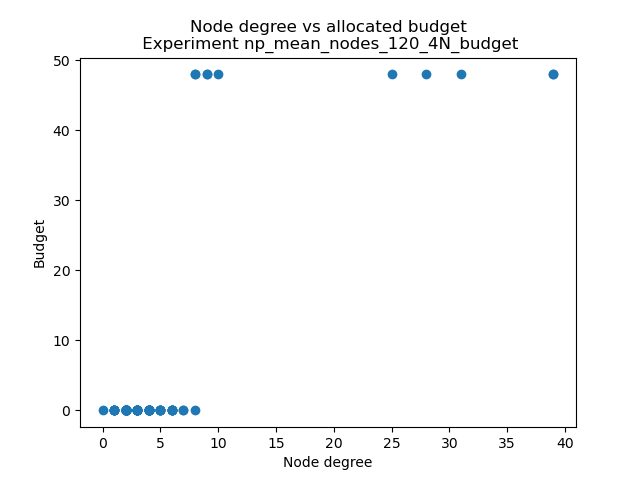 Node degree vs allocated budget
Experiment np_mean_nodes_120_4N_budget
50
40
30
20
10
0
Budget
0 5 10 15 20 25 30 35 40
Node degree